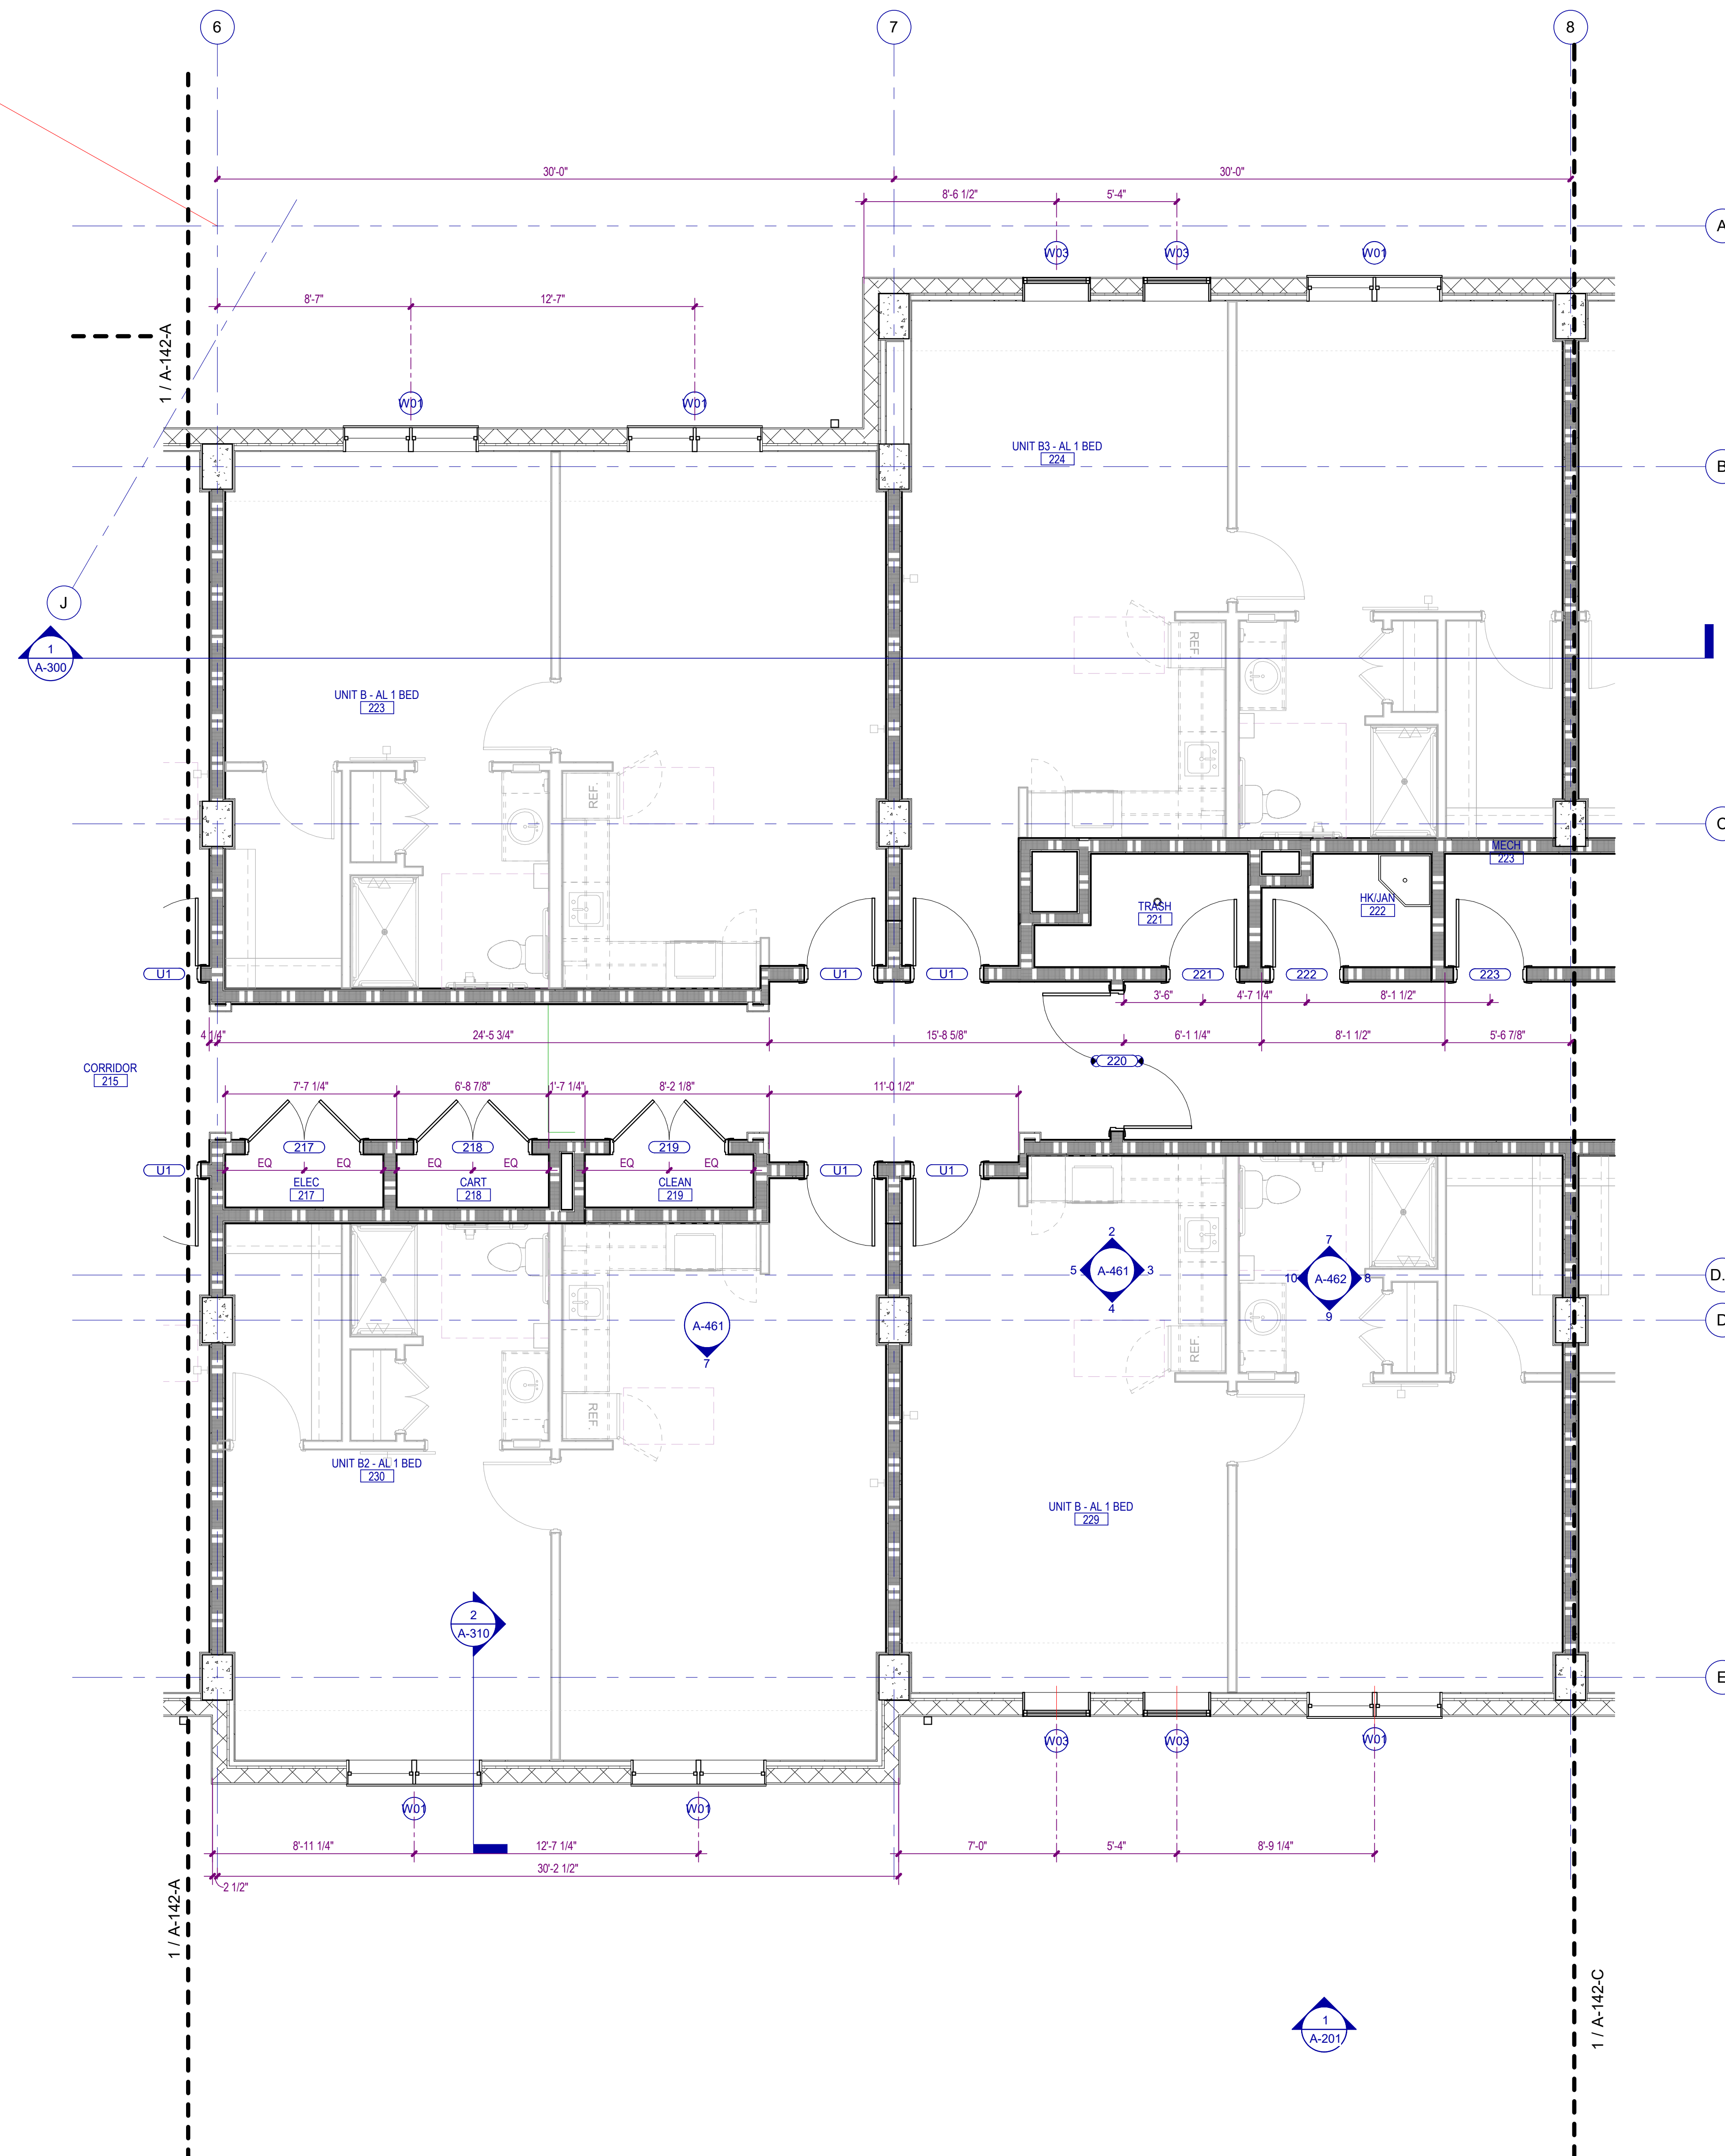 6
7
8
30'-0"
30'-0"
8'-6 1/2"
5'-4"
A
W03
W03
W01
8'-7"
12'-7"
1 / A-142-A
W01
W01
UNIT B3 - AL 1 BED
224
B
J
1
A-300
REF.
UNIT B - AL 1 BED
223
REF.
C
MECH
223
TRASH
221
HK/JAN
222
U1
U1
U1
221
222
223
3'-6"
4'-7 1/4"
8'-1 1/2"
4 1/4"
24'-5 3/4"
15'-8 5/8"
6'-1 1/4"
8'-1 1/2"
5'-6 7/8"
220
CORRIDOR
215
7'-7 1/4"
6'-8 7/8"
1'-7 1/4"
8'-2 1/8"
11'-0 1/2"
217
218
219
U1
EQ
EQ
EQ
EQ
EQ
EQ
U1
U1
ELEC
217
CART
218
CLEAN
219
2
5
A-461
3
4
7
10
A-462
8
9
D.
A-461
7
D
REF.
REF.
UNIT B2 - AL 1 BED
230
UNIT B - AL 1 BED
229
2
A-310
E
W03
W03
W01
W01
W01
8'-11 1/4"
12'-7 1/4"
7'-0"
5'-4"
8'-9 1/4"
30'-2 1/2"
2 1/2"
1 / A-142-A
1 / A-142-C
1
A-201